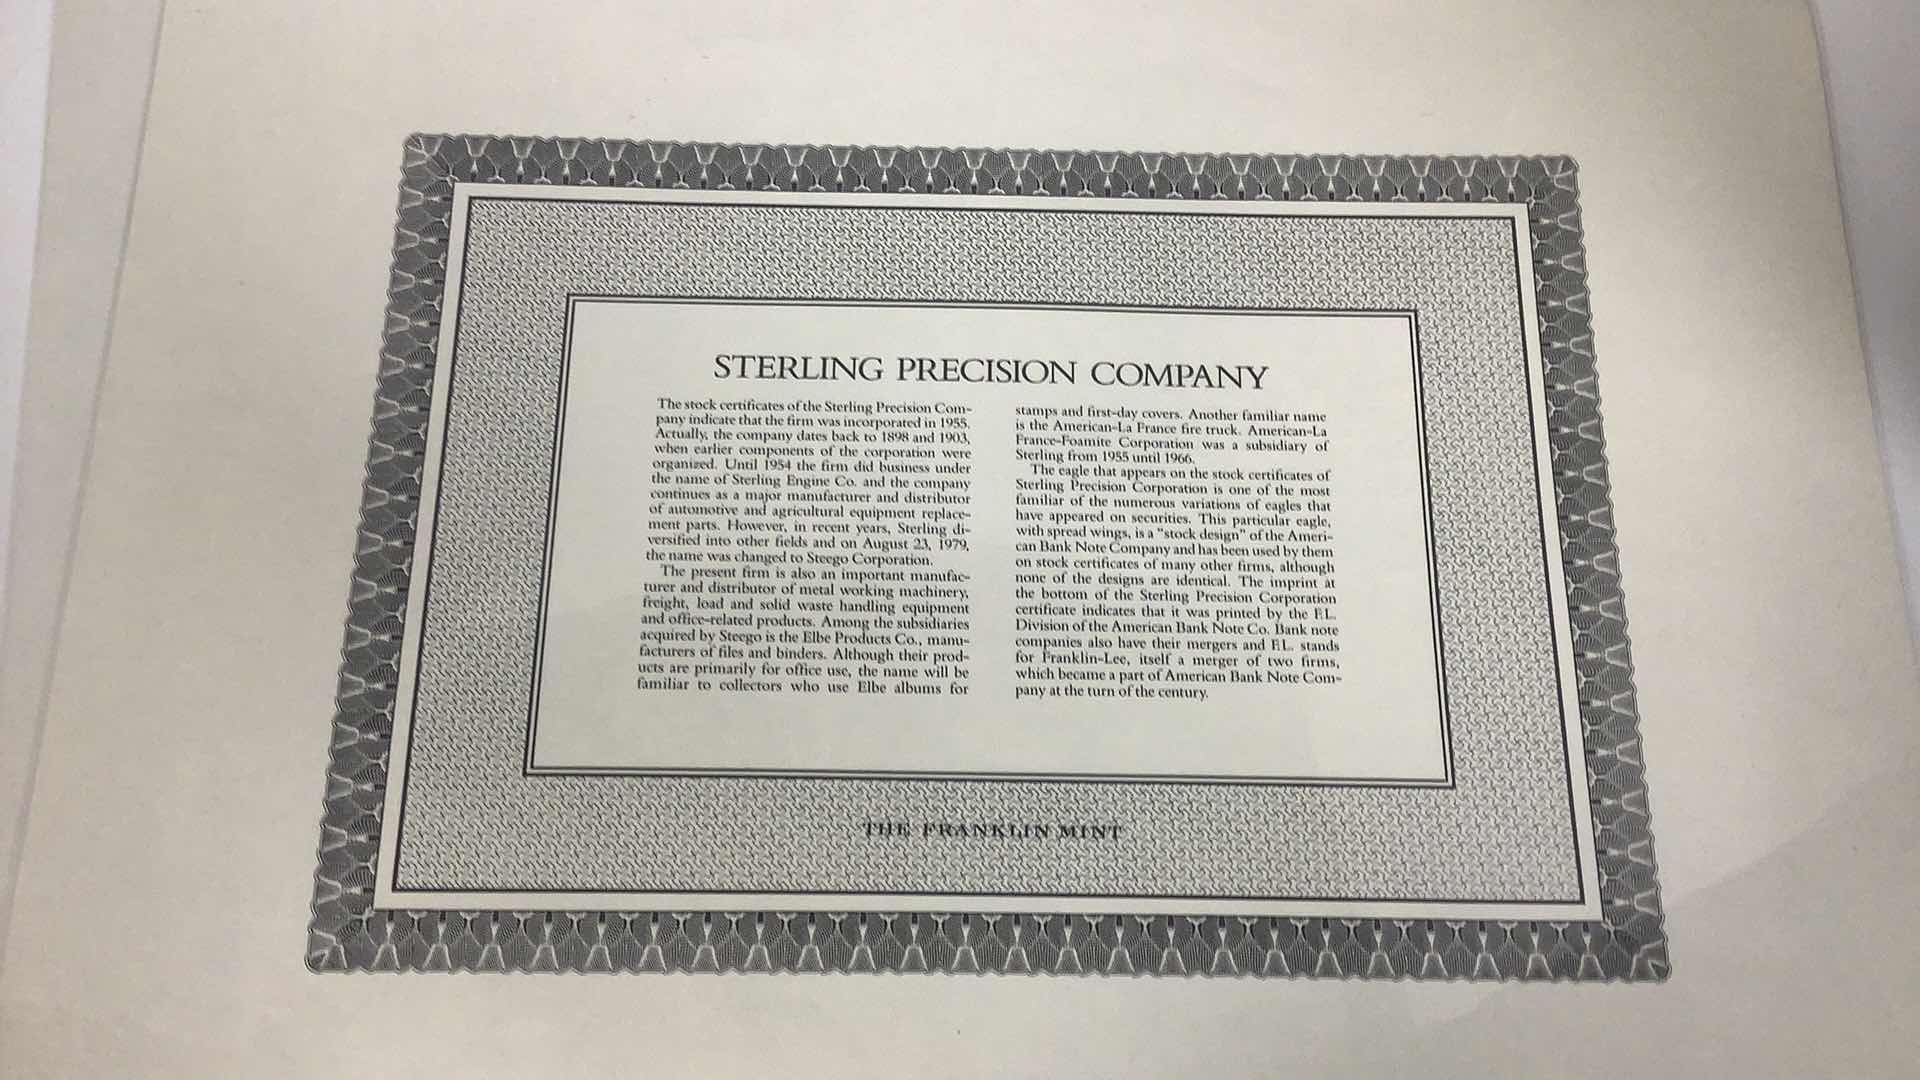 STERLING PRECISION COMPANY
The stock certificates of the Sterling Precision Com-
pany indicate that the firm was incorporated in 1955.
Actually, the company dates back to 1898 and 1903,
when earlier components of the corporation were
organized. Until 1954 the firm did business under
the name of Sterling Engine Co. and the company
continues as a major manufacturer and distributor
of automotive and agricultural equipment replace-
ment parts. However, in recent years, Sterling di-
versified into other fields and on August 23, 1979,
the name was changed to Steego Corporation.
The present firm is also an important manufac-
turer and distributor of metal working machinery,
freight, load and solid waste handling equipment
and office-related products. Among the subsidiaries
acquired by Steego is the Elbe Products Co., manu-
facturers of files and binders. Although their prod-
ucts are primarily for office use, the name will be
familiar to collectors who use Elbe albums for
stamps and first-day covers. Another familiar name
is the American-La France fire truck. American-La
France-Foamite Corporation was a subsidiary of
Sterling from 1955 until 1966.
The eagle that appears on the stock certificates of
Sterling Precision Corporation is one of the most
familiar of the numerous variations of eagles that
have appeared on securities. This particular eagle,
with spread wings, is a "stock design" of the Ameri-
can Bank Note Company and has been used by them
on stock certificates of many other firms, although
none of the designs are identical. The imprint at
the bottom of the Sterling Precision Corporation
certificate indicates that it was printed by the F.L.
Division of the American Bank Note Co. Bank note
companies also have their mergers and F.L. stands
for Franklin-Lee, itself a merger of two firms,
which became a part of American Bank Note Com-
pany at the turn of the century.
THE FRANKLIN MINT